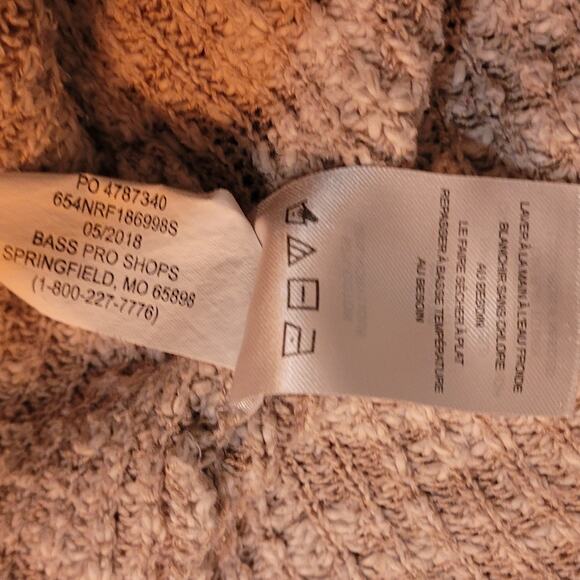 PO 4787340
654NRF186998S
05/2018
BASS PRO SHOPS
SPRINGFIELD, MO 65898
(1-800-227-7776)
LAVER À LA MAIN À L'EAU FROIDE
BLANCHIR SANS CHLORE
AU BESOIN
LE FAIRE SÉCHER À PLAT
REPASSER À BASSE TEMPÉRATURE
AU BESOIN